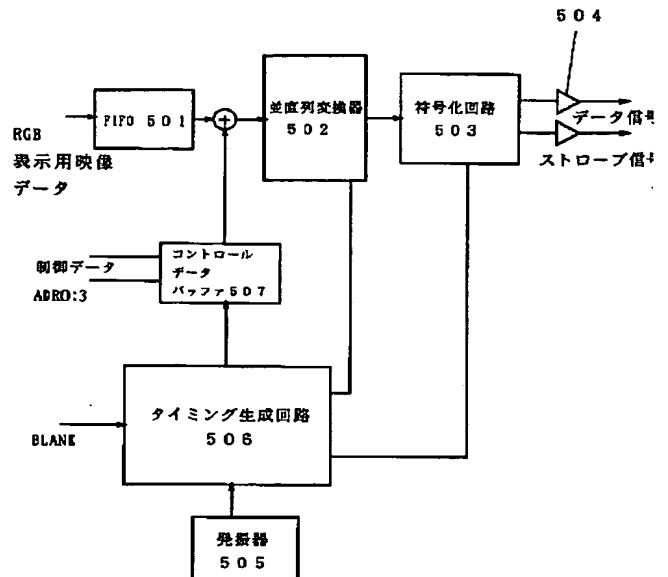 504
FIFO 501
RGB
表示用映像
データ
並直列変換器
502
符号化回路
503
データ信号
ストローブ信号
制御データ
ADR0:3
コントロール
データ
バッファ507
BLANK
タイミング生成回路
506
発振器
505